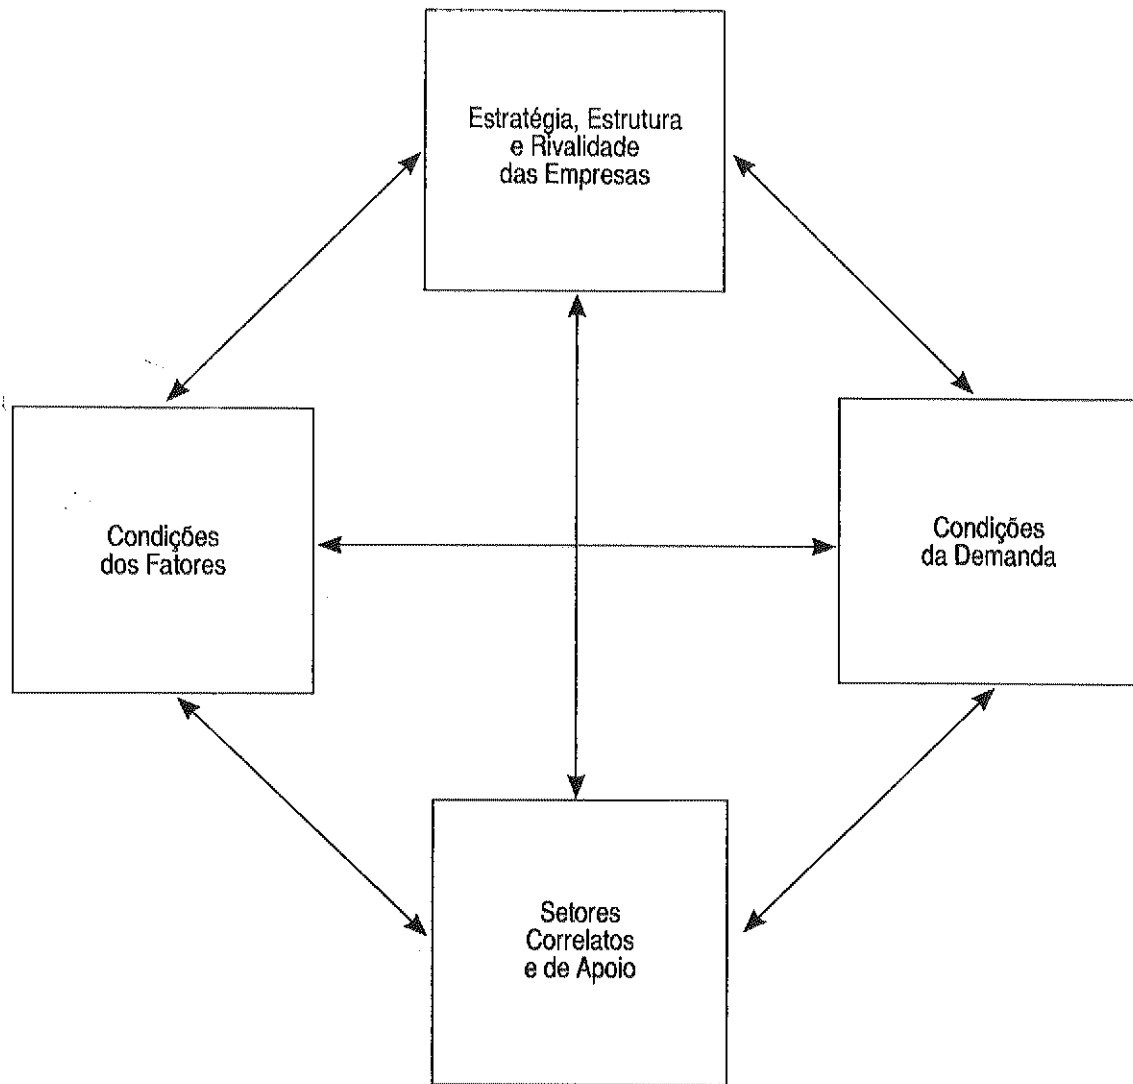 Estratégia, Estrutura
e Rivalidade
das Empresas
Condições
dos Fatores
Condições
da Demanda
Setores
Correlatos
e de Apoio